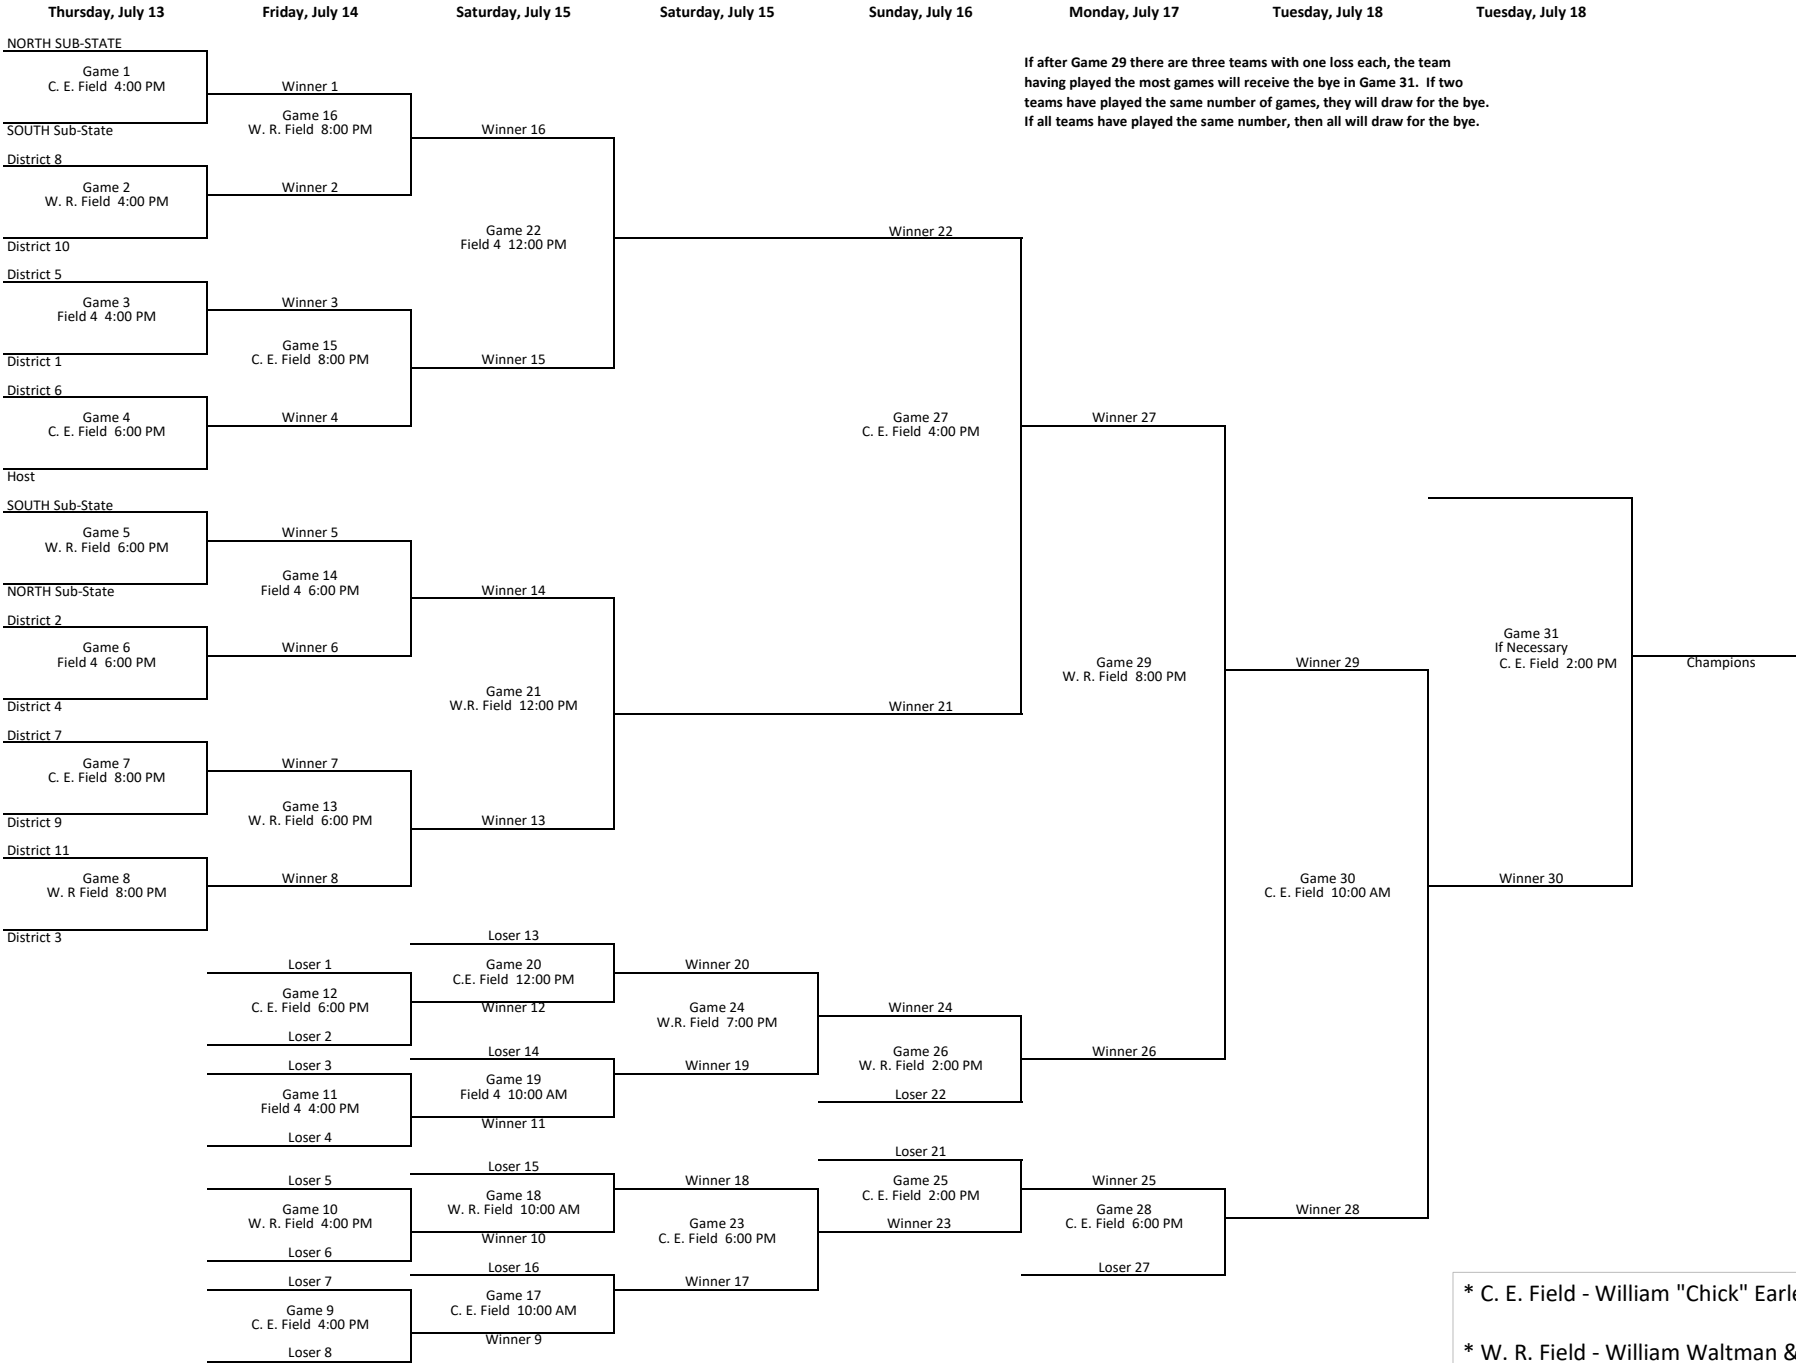 Thursday, July 13
Friday, July 14
Saturday, July 15
Saturday, July 15
Sunday, July 16
Monday, July 17
Tuesday, July 18
Tuesday, July 18
If after Game 29 there are three teams with one loss each, the team
having played the most games will receive the bye in Game 31.  If two
teams have played the same number of games, they will draw for the bye.
If all teams have played the same number, then all will draw for the bye.
NORTH SUB-STATE
Game 1
C. E. Field  4:00 PM
SOUTH Sub-State
District 8
Game 2
W. R. Field  4:00 PM
District 10
District 5
Game 3
Field 4  4:00 PM
District 1
District 6
Game 4
C. E. Field  6:00 PM
Host
SOUTH Sub-State
Game 5
W. R. Field  6:00 PM
NORTH Sub-State
District 2
Game 6
Field 4  6:00 PM
District 4
District 7
Game 7
C. E. Field  8:00 PM
District 9
District 11
Game 8
W. R Field  8:00 PM
District 3
Winner 1
Game 16
W. R. Field  8:00 PM
Winner 2
Winner 3
Game 15
C. E. Field  8:00 PM
Winner 4
Winner 5
Game 14
Field 4  6:00 PM
Winner 6
Winner 7
Game 13
W. R. Field  6:00 PM
Winner 8
Loser 1
Game 12
C. E. Field  6:00 PM
Loser 2
Loser 3
Game 11
Field 4  4:00 PM
Loser 4
Loser 5
Game 10
W. R. Field  4:00 PM
Loser 6
Loser 7
Game 9
C. E. Field  4:00 PM
Loser 8
Winner 16
Game 22
Field 4  12:00 PM
Winner 15
Winner 14
Game 21
W.R. Field  12:00 PM
Winner 13
Loser 13
Game 20
C.E. Field  12:00 PM
Winner 12
Loser 14
Game 19
Field 4  10:00 AM
Winner 11
Loser 15
Game 18
W. R. Field  10:00 AM
Winner 10
Loser 16
Game 17
C. E. Field  10:00 AM
Winner 9
Winner 20
Game 24
W.R. Field  7:00 PM
Winner 19
Winner 18
Game 23
C. E. Field  6:00 PM
Winner 17
Winner 22
Game 27
C. E. Field  4:00 PM
Winner 21
Winner 24
Game 26
W. R. Field  2:00 PM
Loser 22
Loser 21
Game 25
C. E. Field  2:00 PM
Winner 23
Winner 27
Game 29
W. R. Field  8:00 PM
Winner 26
Winner 25
Game 28
C. E. Field  6:00 PM
Loser 27
Winner 29
Game 30
C. E. Field  10:00 AM
Winner 28
Game 31
If Necessary
C. E. Field  2:00 PM
Winner 30
Champions
* C. E. Field - William "Chick" Earle
* W. R. Field - William Waltman &